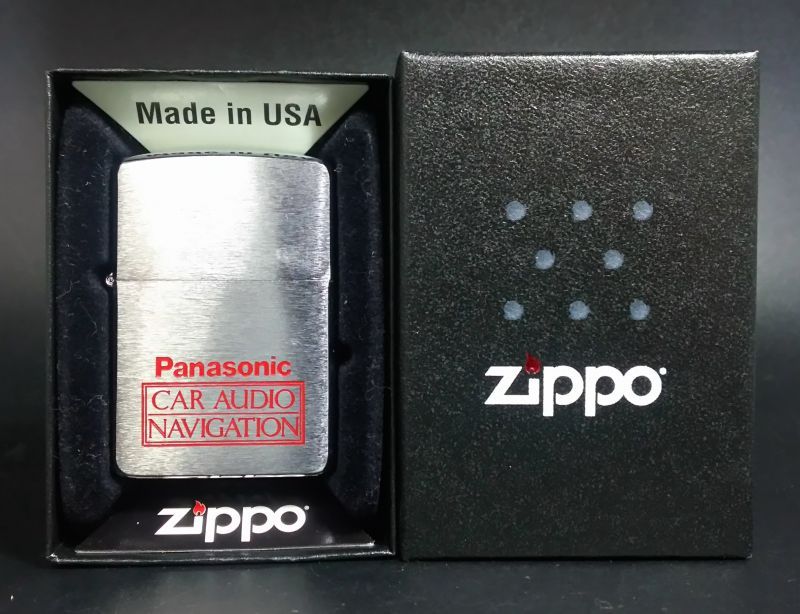 Made in USA
Panasonic
CAR AUDIO
NAVIGATION
zippo
zippo